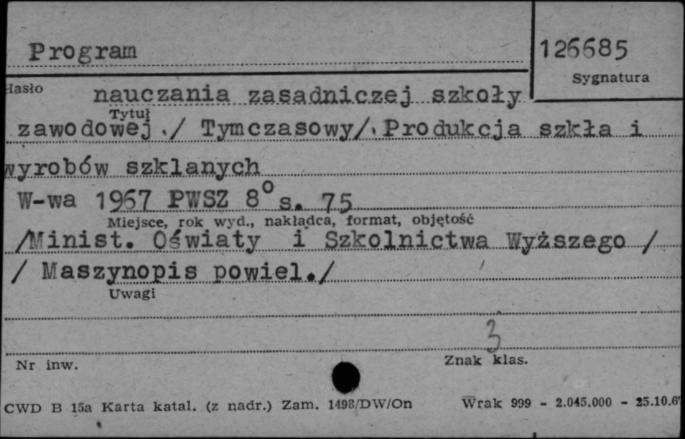 Program
126685
Sygnatura
Hasło nauczania zasadniczej szkoły
Tytuł
zawodowej ./ Tymczasowy/. Produkcja szkła i
wyrobów szklanych
W-wa 1967 PWSZ 8° s. 75
Miejsce, rok wyd., nakładca, format, objętość
/Minist. Oświaty i Szkolnictwa Wyższego /
/ Maszynopis powiel./
Uwagi
3
Nr inw.
Znak klas.
CWD B 15a Karta katal. (z nadr.) Zam. 1498/DW/On Wrak 999 - 2.045.000 - 25.10.6